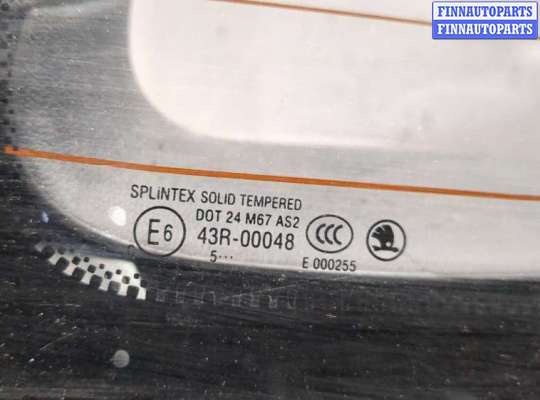 FINNAUTOPARTS
FINNAUTOPARTS
SPLINTEX SOLID TEMPERED
DOT 24 M67 AS2
E6 43R-00048 CCC
5··· E 000255